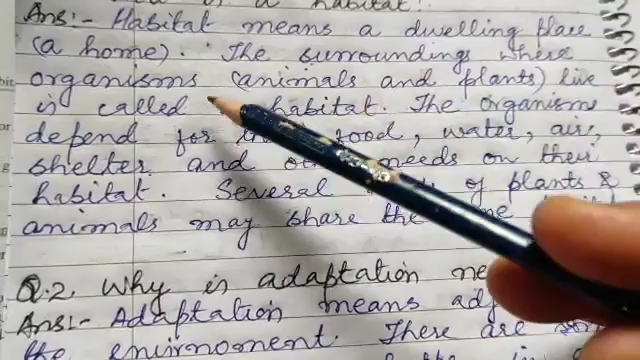 habitat?
Ans:- Habitat means a dwelling place
(a home). The surroundings where
organisms (animals and plants) live
is called habitat. The organisms
depend for food, water, air,
shelter and needs on their
habitat. Several of plants &
animals may share the
Q.2. Why is adaptation
Ans:- Adaptation means
the environment. There are